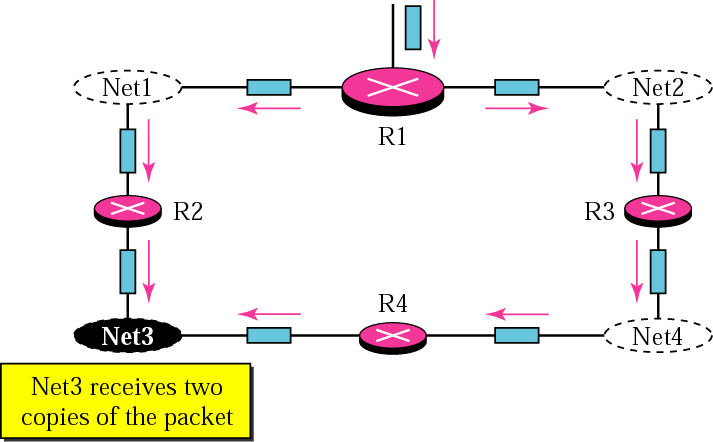 Net1
Net2
R1
R2
R3
R4
Net3
Net4
Net3 receives two
copies of the packet